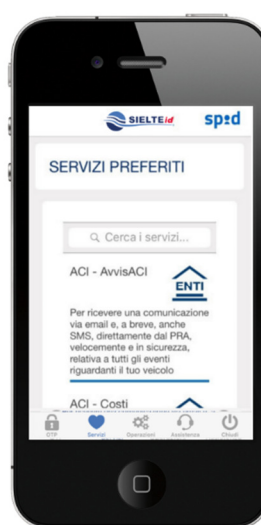 SIELTE id
sp:d
SERVIZI PREFERITI
Cerca i servizi...
ACI - AvvisACI
ENTI
Per ricevere una comunicazione
via email e, a breve, anche
SMS, direttamente dal PRA,
velocemente e in sicurezza,
relativa a tutti gli eventi
riguardanti il tuo veicolo
ACI - Costi
OTP
Servizi
Operazioni
Assistenza
Chiudi